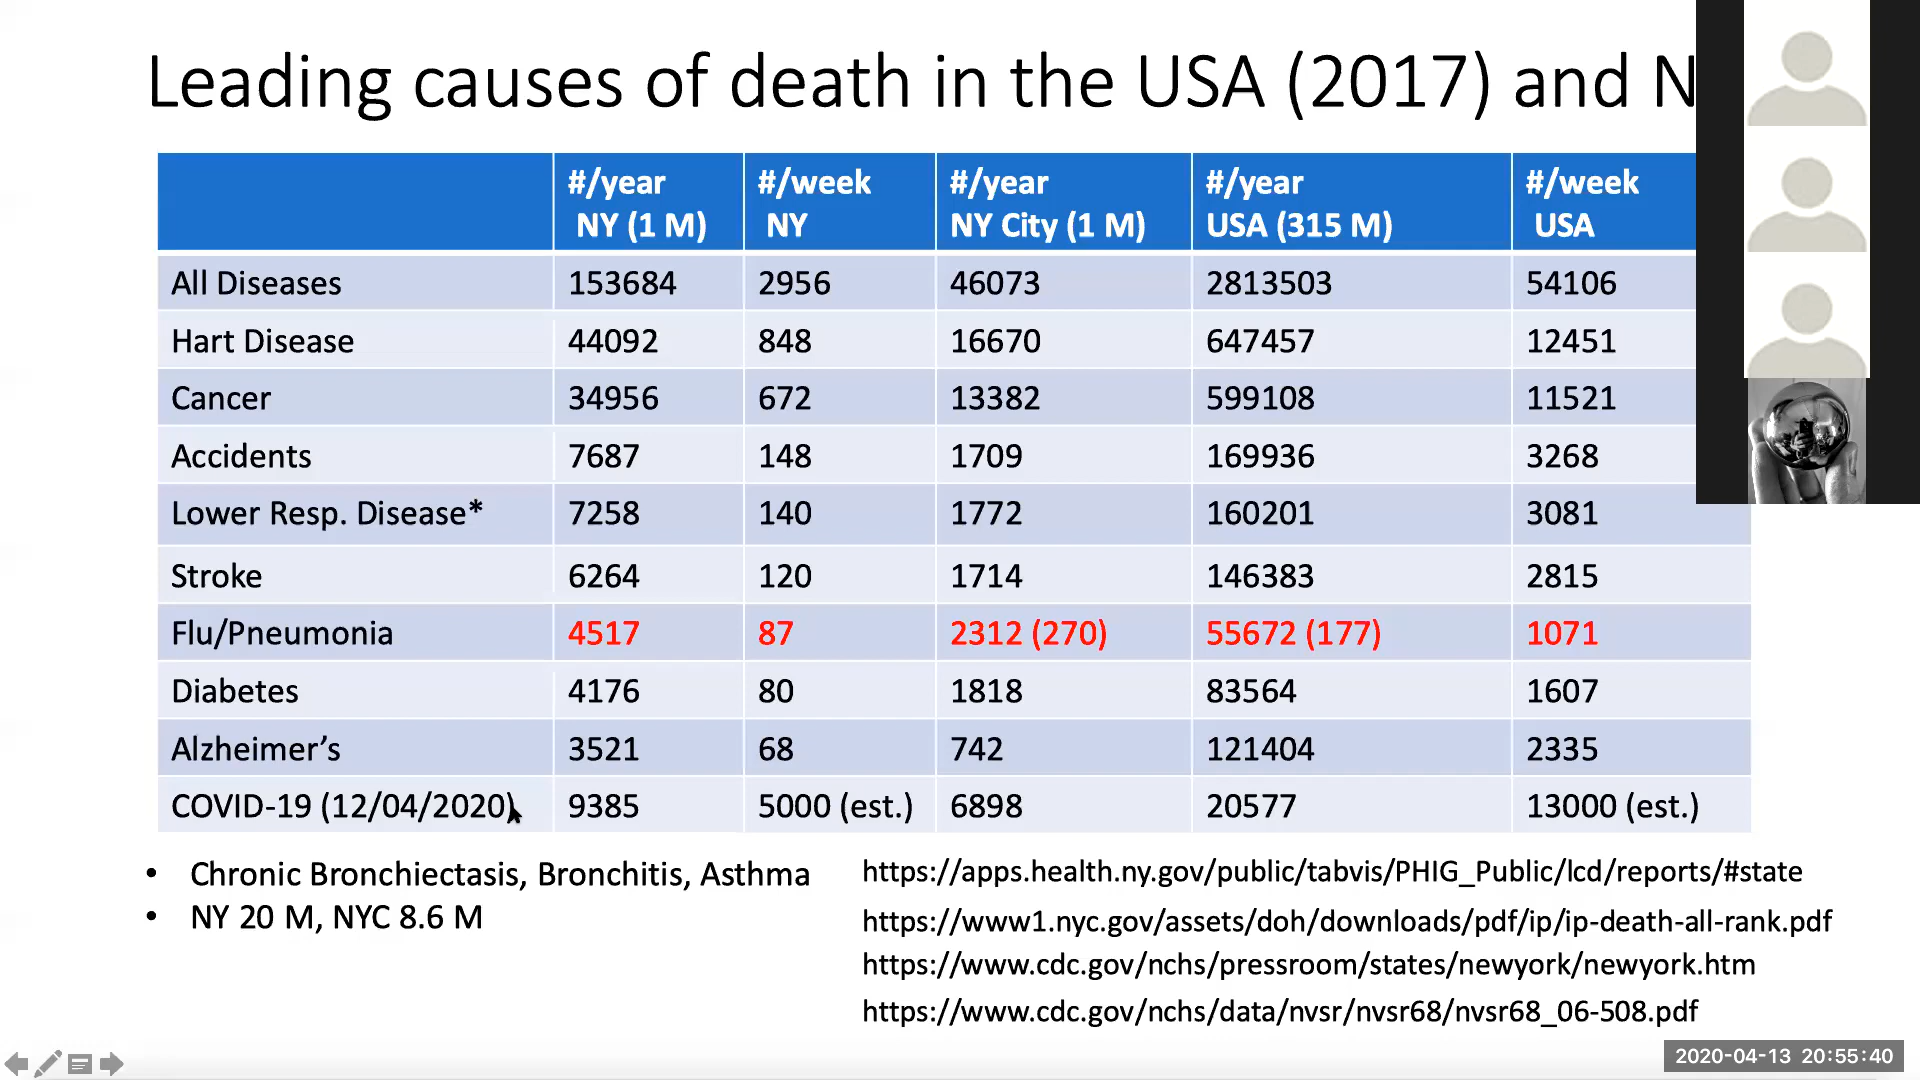 Leading causes of death in the USA (2017) and N
#/year #/week #/year #/year #/week
NY (1 M) NY NY City (1 M) USA (315 M) USA
All Diseases 153684 2956 46073 2813503 54106
Hart Disease 44092 848 16670 647457 12451
Cancer 34956 672 13382 599108 11521
Accidents 7687 148 1709 169936 3268
Lower Resp. Disease* 7258 140 1772 160201 3081
Stroke 6264 120 1714 146383 2815
Flu/Pneumonia 4517 87 2312 (270) 55672 (177) 1071
Diabetes 4176 80 1818 83564 1607
Alzheimer’s 3521 68 742 121404 2335
COVID-19 (12/04/2020) 9385 5000 (est.) 6898 20577 13000 (est.)
• Chronic Bronchiectasis, Bronchitis, Asthma
• NY 20 M, NYC 8.6 M
https://apps.health.ny.gov/public/tabvis/PHIG_Public/lcd/reports/#state
https://www1.nyc.gov/assets/doh/downloads/pdf/ip/ip-death-all-rank.pdf
https://www.cdc.gov/nchs/pressroom/states/newyork/newyork.htm
https://www.cdc.gov/nchs/data/nvsr/nvsr68/nvsr68_06-508.pdf
2020-04-13 20:55:40